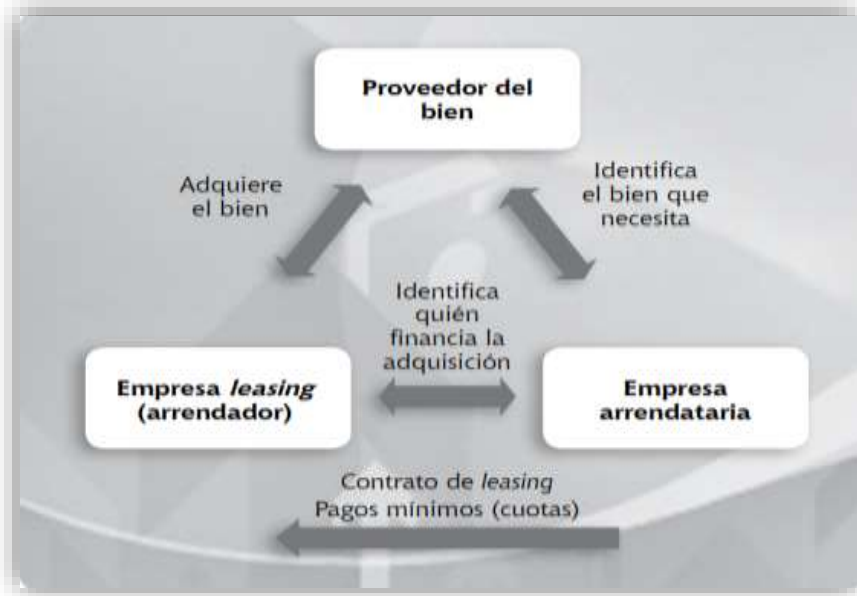 Proveedor del
bien
Adquiere
el bien
Identifica
el bien que
necesita
Identifica
quién
financia la
adquisición
Empresa leasing
(arrendador)
Empresa
arrendataria
Contrato de leasing
Pagos mínimos (cuotas)